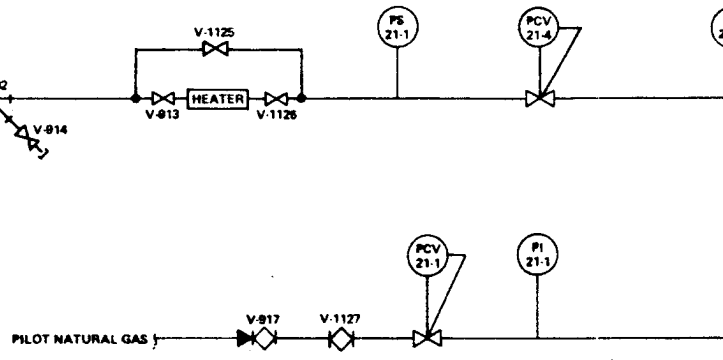 V-1125
PS
21-1
PCV
21-4
2
HEATER
V-913
V-1126
V-914
PCV
21-1
PI
21-1
V-917
V-1127
PILOT NATURAL GAS